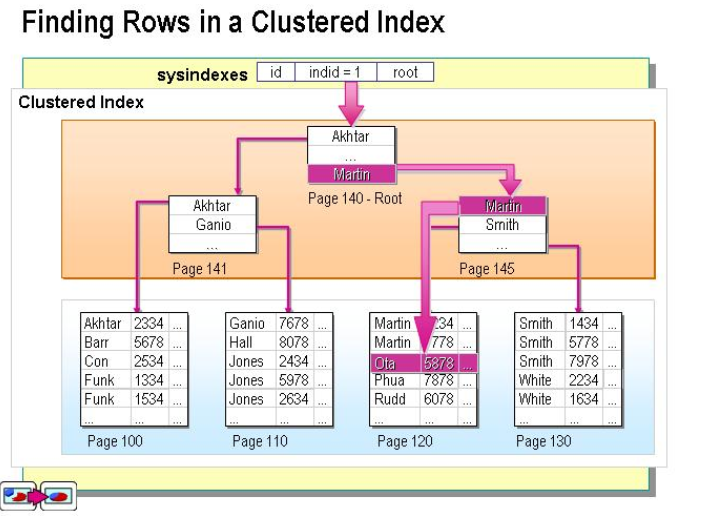 Finding Rows in a Clustered Index
sysindexes id indid = 1 root
Clustered Index
Akhtar
...
Martin
Page 140 - Root
Akhtar
Ganio
...
Page 141
Martin
Smith
...
Page 145
Akhtar 2334 ...
Barr 5678 ...
Con 2534 ...
Funk 1334 ...
Funk 1534 ...
... ... ...
Page 100
Ganio 7678 ...
Hall 8078 ...
Jones 2434 ...
Jones 5978 ...
Jones 2634 ...
... ... ...
Page 110
Martin 234 ...
Martin 778 ...
Ota 5878 ...
Phua 7878 ...
Rudd 6078 ...
... ... ...
Page 120
Smith 1434 ...
Smith 5778 ...
Smith 7978 ...
White 2234 ...
White 1634 ...
... ... ...
Page 130